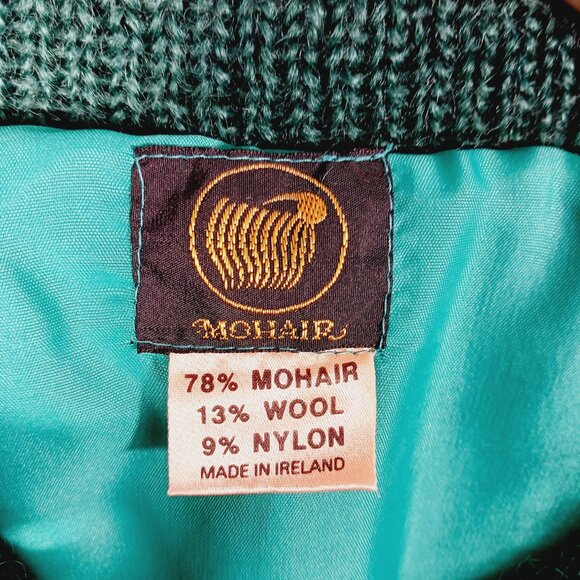 MOHAIR
78% MOHAIR
13% WOOL
9% NYLON
MADE IN IRELAND